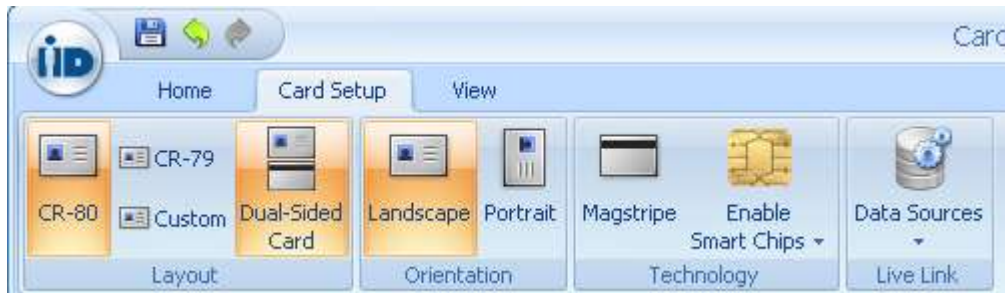 iID
Card
Home Card Setup View
CR-80
CR-79
Custom
Dual-Sided
Card
Landscape Portrait
Magstripe
Enable
Smart Chips
Data Sources
Layout Orientation Technology Live Link